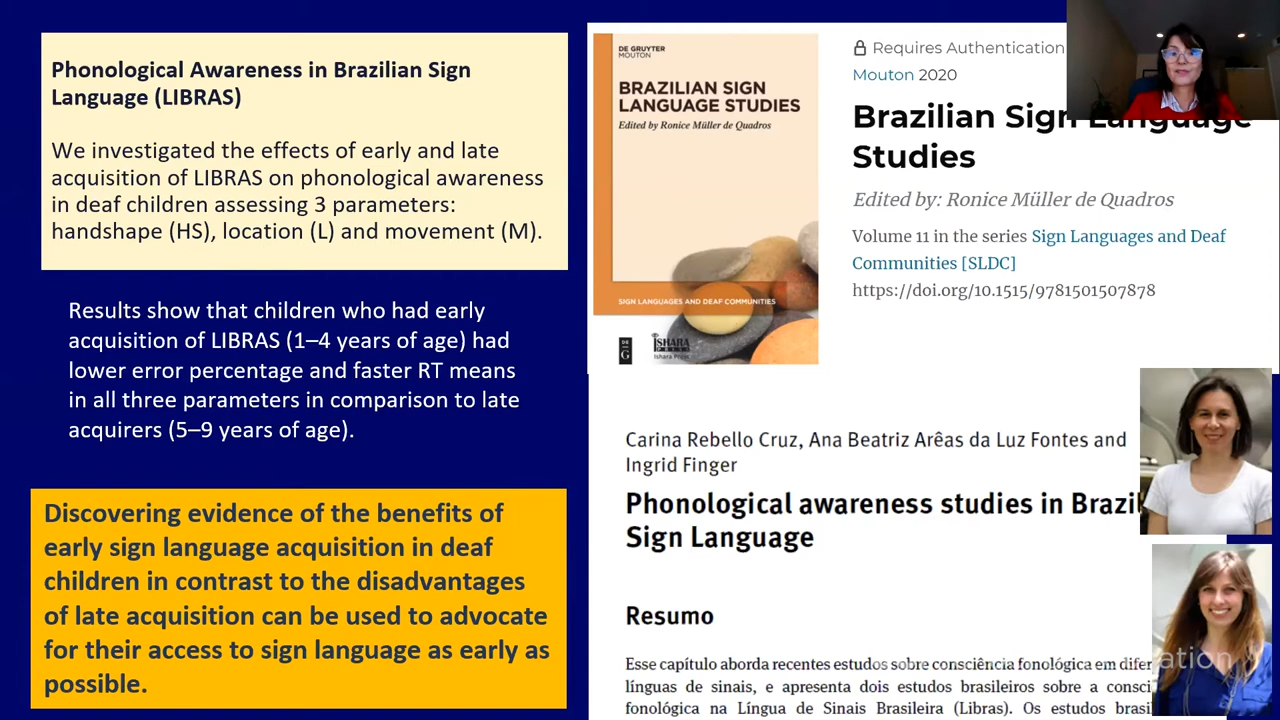 Phonological Awareness in Brazilian Sign
Language (LIBRAS)
We investigated the effects of early and late
acquisition of LIBRAS on phonological awareness
in deaf children assessing 3 parameters:
handshape (HS), location (L) and movement (M).
Results show that children who had early
acquisition of LIBRAS (1–4 years of age) had
lower error percentage and faster RT means
in all three parameters in comparison to late
acquirers (5–9 years of age).
Discovering evidence of the benefits of
early sign language acquisition in deaf
children in contrast to the disadvantages
of late acquisition can be used to advocate
for their access to sign language as early as
possible.
DE GRUYTER
MOUTON
BRAZILIAN SIGN
LANGUAGE STUDIES
Edited by Ronice Müller de Quadros
SIGN LANGUAGES AND DEAF COMMUNITIES
DE
G
ISHARA
PRESS
Ishara Press
Requires Authentication
Mouton 2020
Brazilian Sign Language
Studies
Edited by: Ronice Müller de Quadros
Volume 11 in the series Sign Languages and Deaf
Communities [SLDC]
https://doi.org/10.1515/9781501507878
Carina Rebello Cruz, Ana Beatriz Arêas da Luz Fontes and
Ingrid Finger
Phonological awareness studies in Brazil
Sign Language
Resumo
Esse capítulo aborda recentes estudos sobre consciência fonológica em difer
línguas de sinais, e apresenta dois estudos brasileiros sobre a consci
fonológica na Língua de Sinais Brasileira (Libras). Os estudos brasi